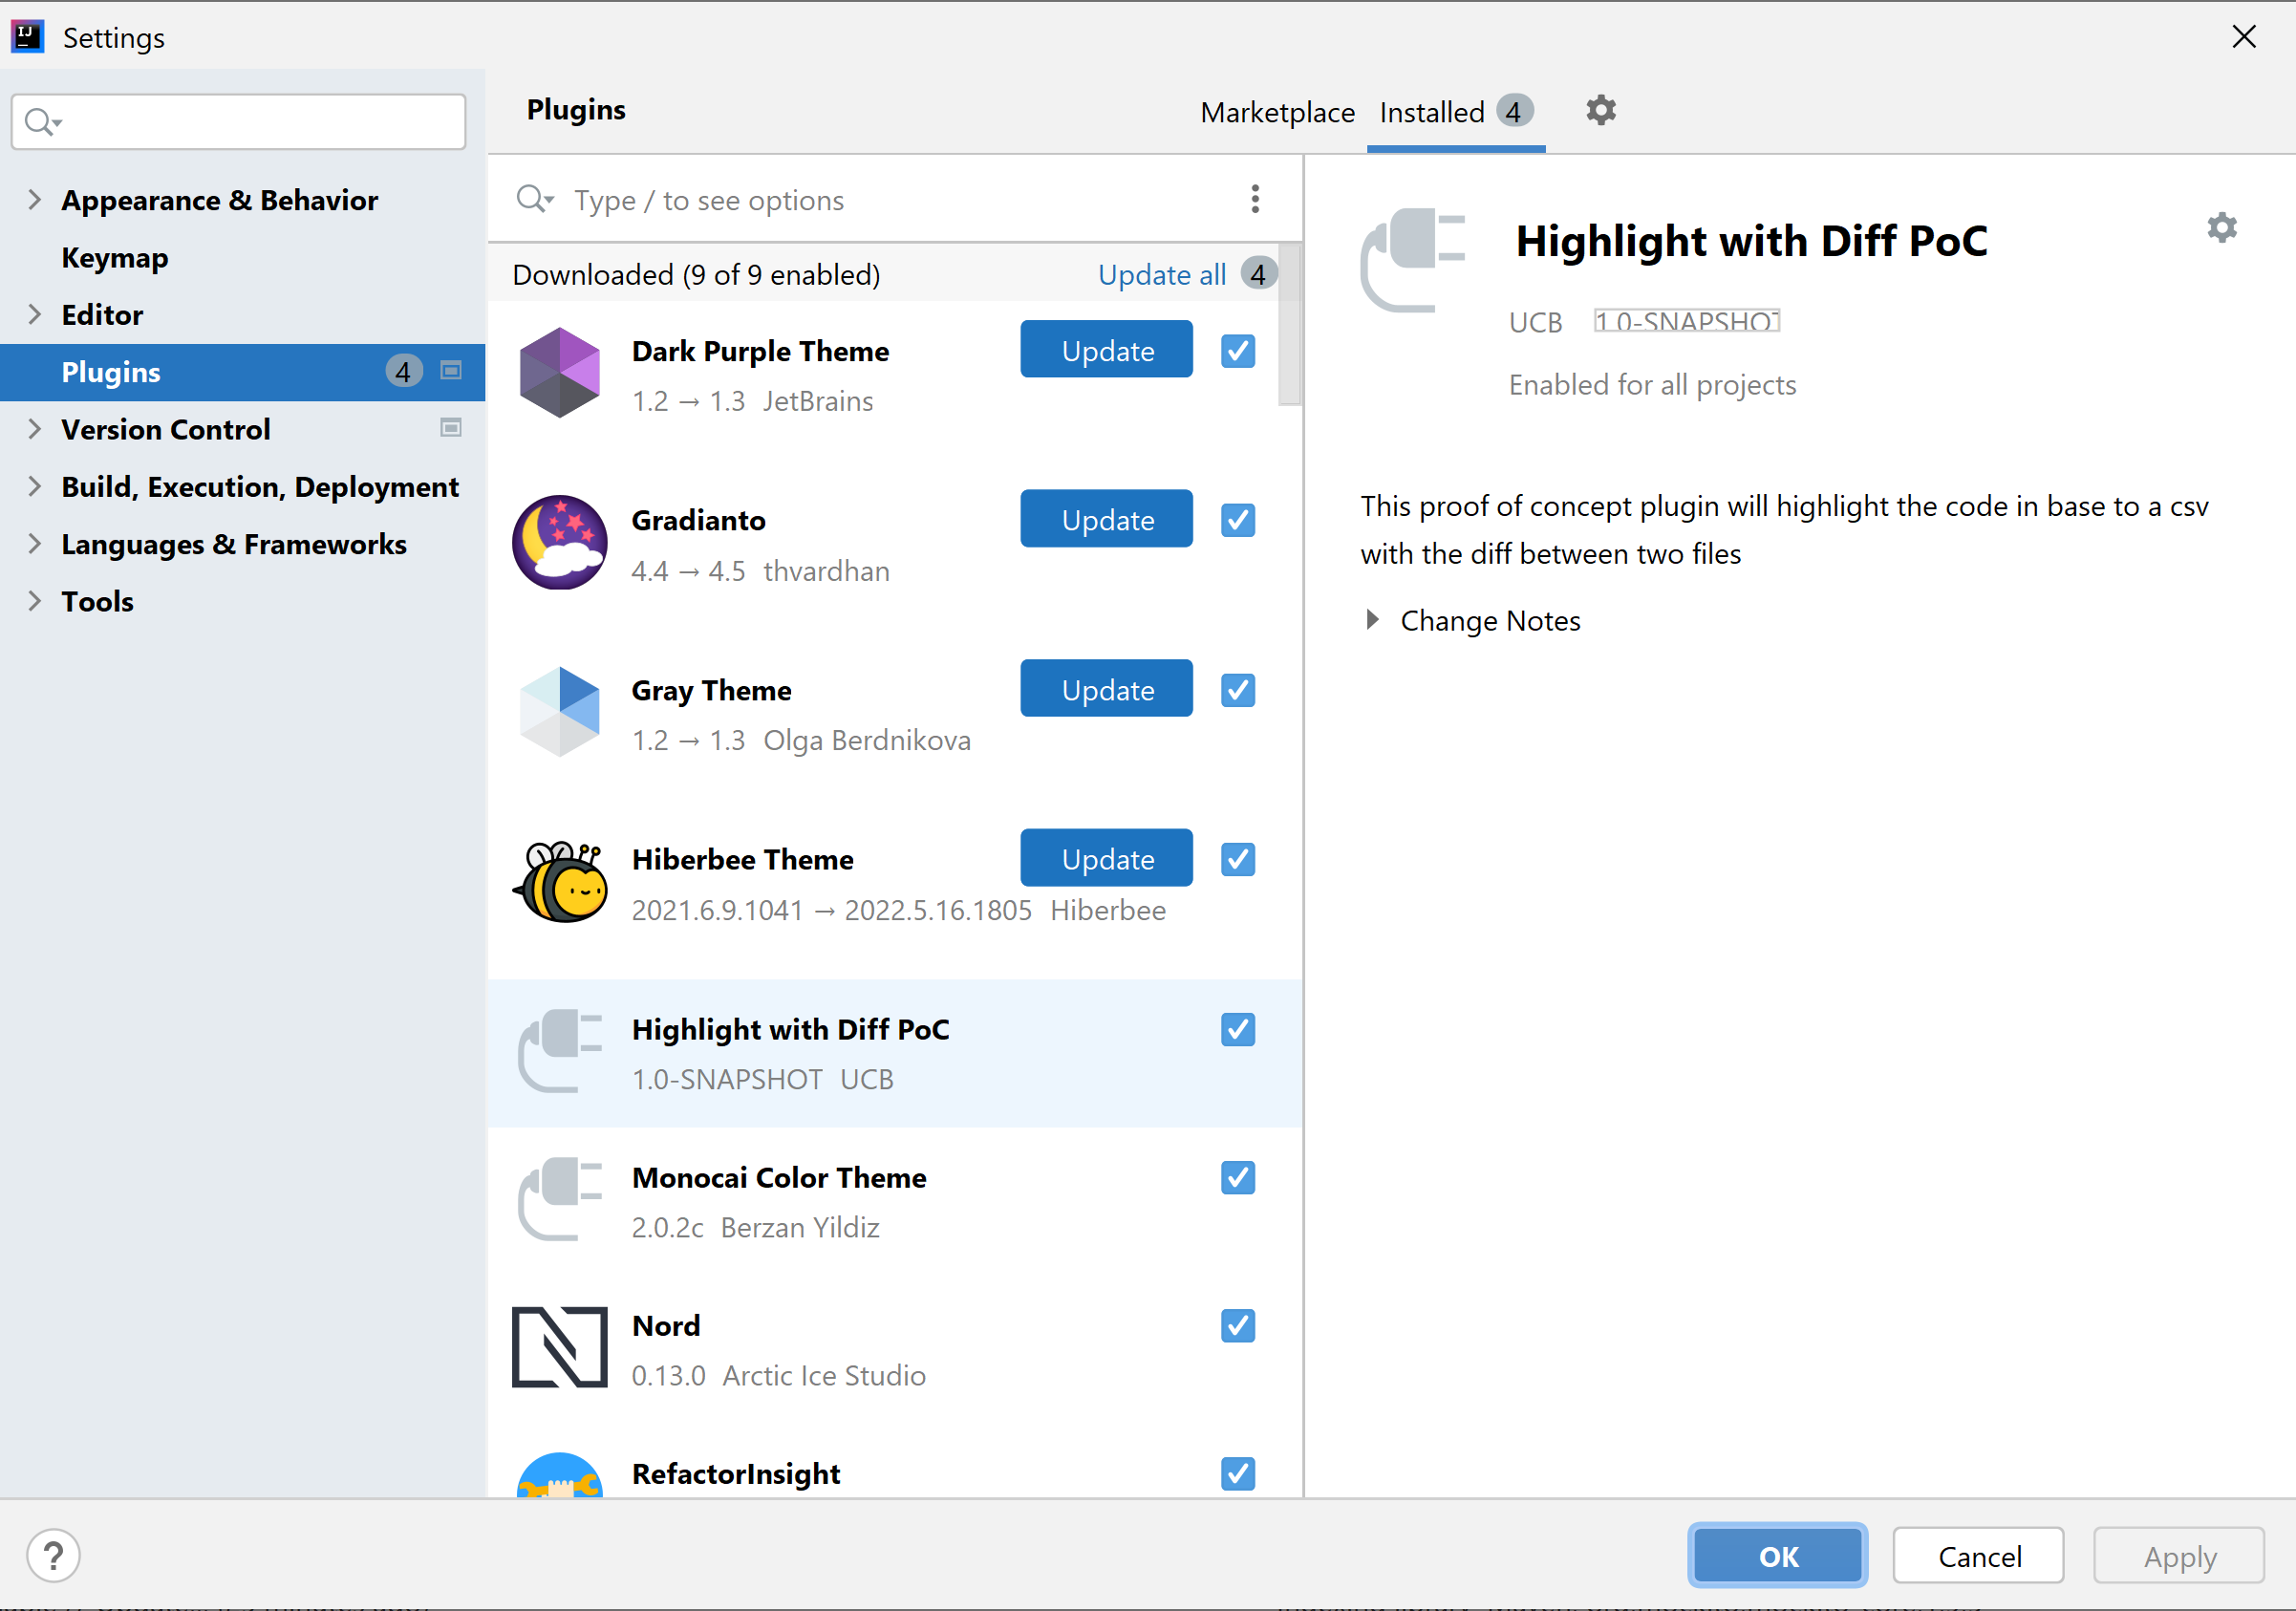 IJ
Settings
Appearance & Behavior
Keymap
Editor
Plugins 4
Version Control
Build, Execution, Deployment
Languages & Frameworks
Tools
Plugins
Marketplace Installed 4
Type / to see options
Downloaded (9 of 9 enabled) Update all 4
Dark Purple Theme Update
1.2 → 1.3 JetBrains
Gradianto Update
4.4 → 4.5 thvardhan
Gray Theme Update
1.2 → 1.3 Olga Berdnikova
Hiberbee Theme Update
2021.6.9.1041 → 2022.5.16.1805 Hiberbee
Highlight with Diff PoC
1.0-SNAPSHOT UCB
Monocai Color Theme
2.0.2c Berzan Yildiz
Nord
0.13.0 Arctic Ice Studio
RefactorInsight
Highlight with Diff PoC
UCB 1.0-SNAPSHOT
Enabled for all projects
This proof of concept plugin will highlight the code in base to a csv
with the diff between two files
Change Notes
? OK Cancel Apply